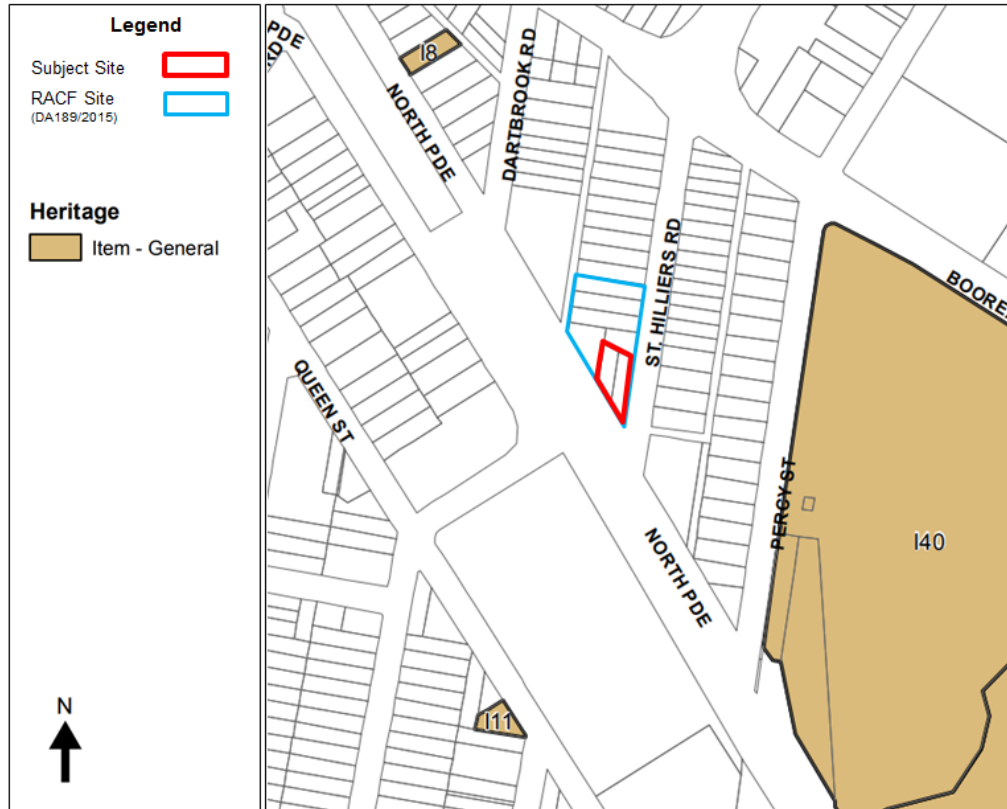 Legend
Subject Site
RACF Site
(DA189/2015)
Heritage
Item - General
N
PDE
RD
I8
NORTH PDE
DARTBROOK RD
ST. HILLIERS RD
BOOREA
QUEEN ST
PERCY ST
I40
NORTH PDE
I11